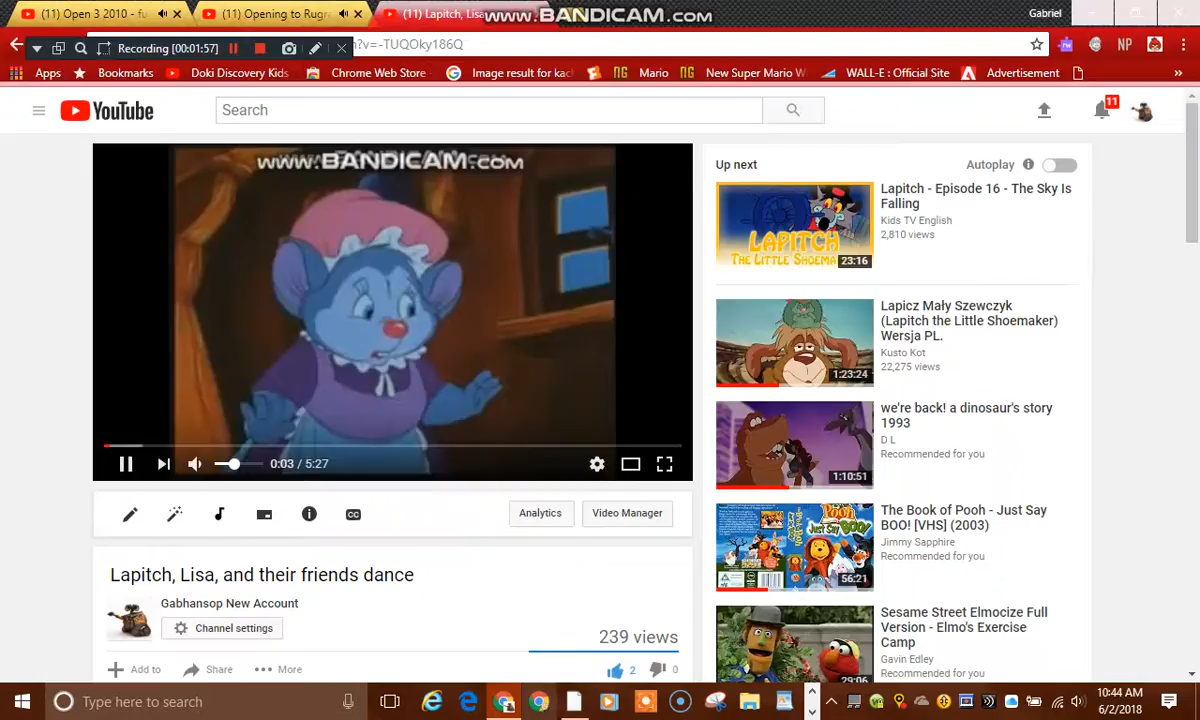 (11) Open 3 2010 - fu
(11) Opening to Rugr
(11) Lapitch, Lisa
www.BANDICAM.com
Gabriel
Recording [00:01:57]
?v=-TUQOky186Q
NP
Apps
Bookmarks
Doki Discovery Kids
Chrome Web Store -
Image result for kac
Mario
New Super Mario W
WALL-E : Official Site
Advertisement
»
YouTube
Search
11
www.BANDICAM.com
0:03 / 5:27
Analytics
Video Manager
Lapitch, Lisa, and their friends dance
Gabhansop New Account
Channel settings
239 views
Add to
Share
More
2
0
Up next
Autoplay
LAPITCH
THE LITTLE SHOEMA
23:16
Lapitch - Episode 16 - The Sky Is
Falling
Kids TV English
2,810 views
1:23:24
Lapicz Mały Szewczyk
(Lapitch the Little Shoemaker)
Wersja PL.
Kusto Kot
22,275 views
1:10:51
we're back! a dinosaur's story
1993
D L
Recommended for you
Pooh
Just Say
BOO!
56:21
The Book of Pooh - Just Say
BOO! [VHS] (2003)
Jimmy Sapphire
Recommended for you
29:06
Sesame Street Elmocize Full
Version - Elmo's Exercise
Camp
Gavin Edley
Recommended for you
Type here to search
10:44 AM
6/2/2018